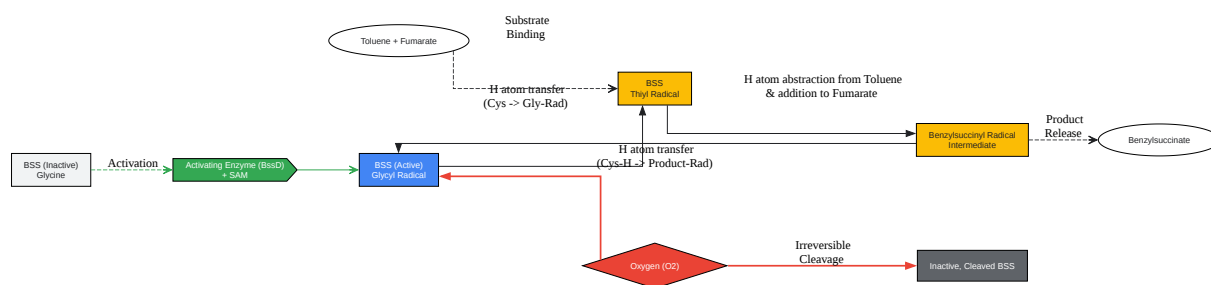 Substrate
Binding
Toluene + Fumarate
H atom transfer
(Cys -> Gly-Rad)
BSS
Thiyl Radical
H atom abstraction from Toluene
& addition to Fumarate
Benzylsuccinyl Radical
Intermediate
Product
Release
Benzylsuccinate
BSS (Inactive)
Glycine
Activation
Activating Enzyme (BssD)
+ SAM
BSS (Active)
Glycyl Radical
H atom transfer
(Cys-H -> Product-Rad)
Oxygen (O2)
Irreversible
Cleavage
Inactive, Cleaved BSS